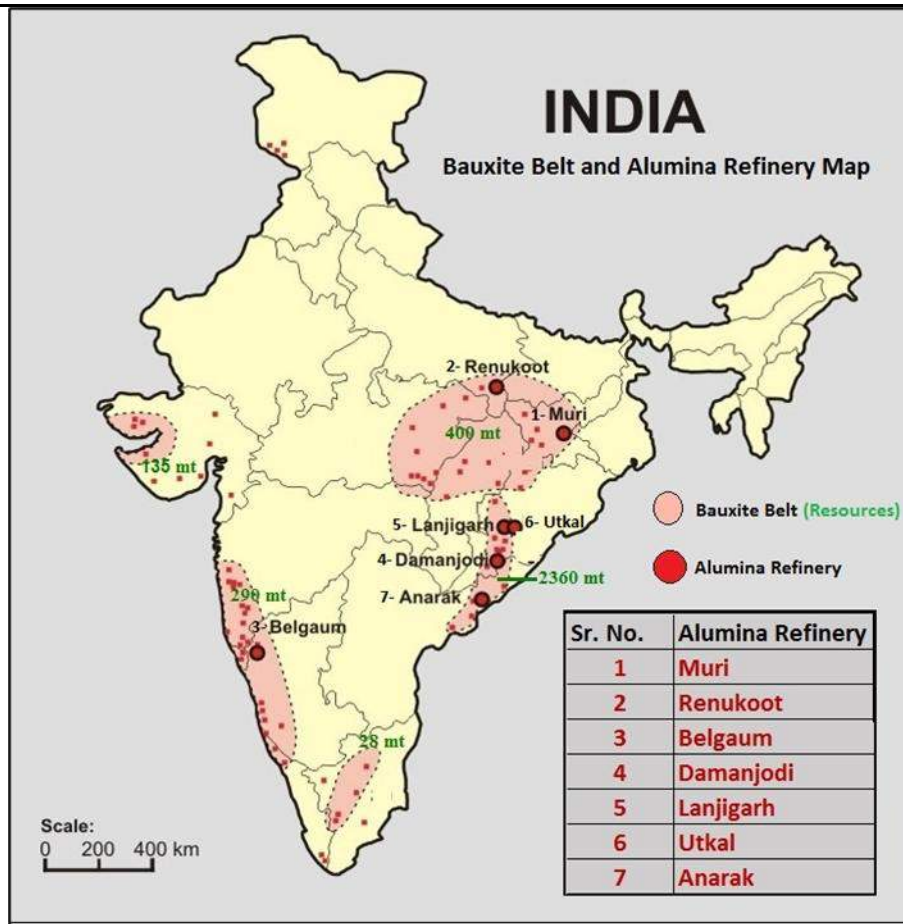 INDIA
Bauxite Belt and Alumina Refinery Map
2- Renukoot
1- Muri
400 mt
135 mt
5- Lanjigarh
6- Utkal
4- Damanjodi
2360 mt
7- Anarak
290 mt
3- Belgaum
28 mt
Bauxite Belt (Resources)
Alumina Refinery
Scale:
0 200 400 km
Sr. No. Alumina Refinery
1 Muri
2 Renukoot
3 Belgaum
4 Damanjodi
5 Lanjigarh
6 Utkal
7 Anarak